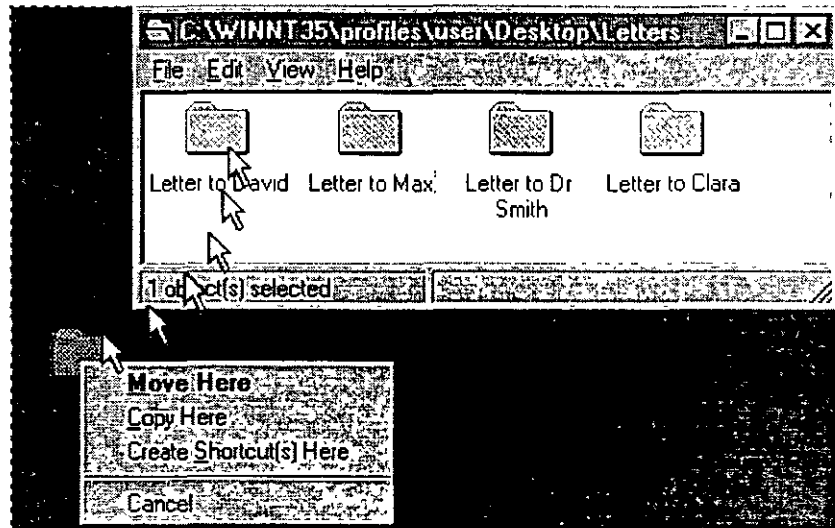 C:\WINNT35\profiles\user\Desktop\Letters
File Edit View Help
Letter to David Letter to Max Letter to Dr Smith Letter to Clara
1 object(s) selected
Move Here
Copy Here
Create Shortcut(s) Here
Cancel